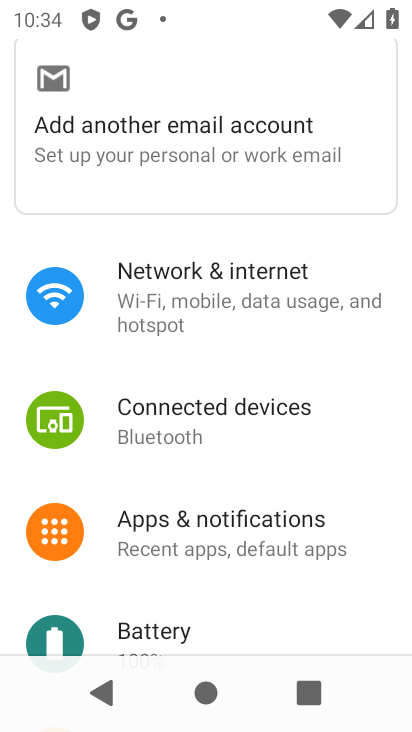 10:34
Add another email account
Set up your personal or work email
Network & internet
Wi-Fi, mobile, data usage, and
hotspot
Connected devices
Bluetooth
Apps & notifications
Recent apps, default apps
Battery
100%